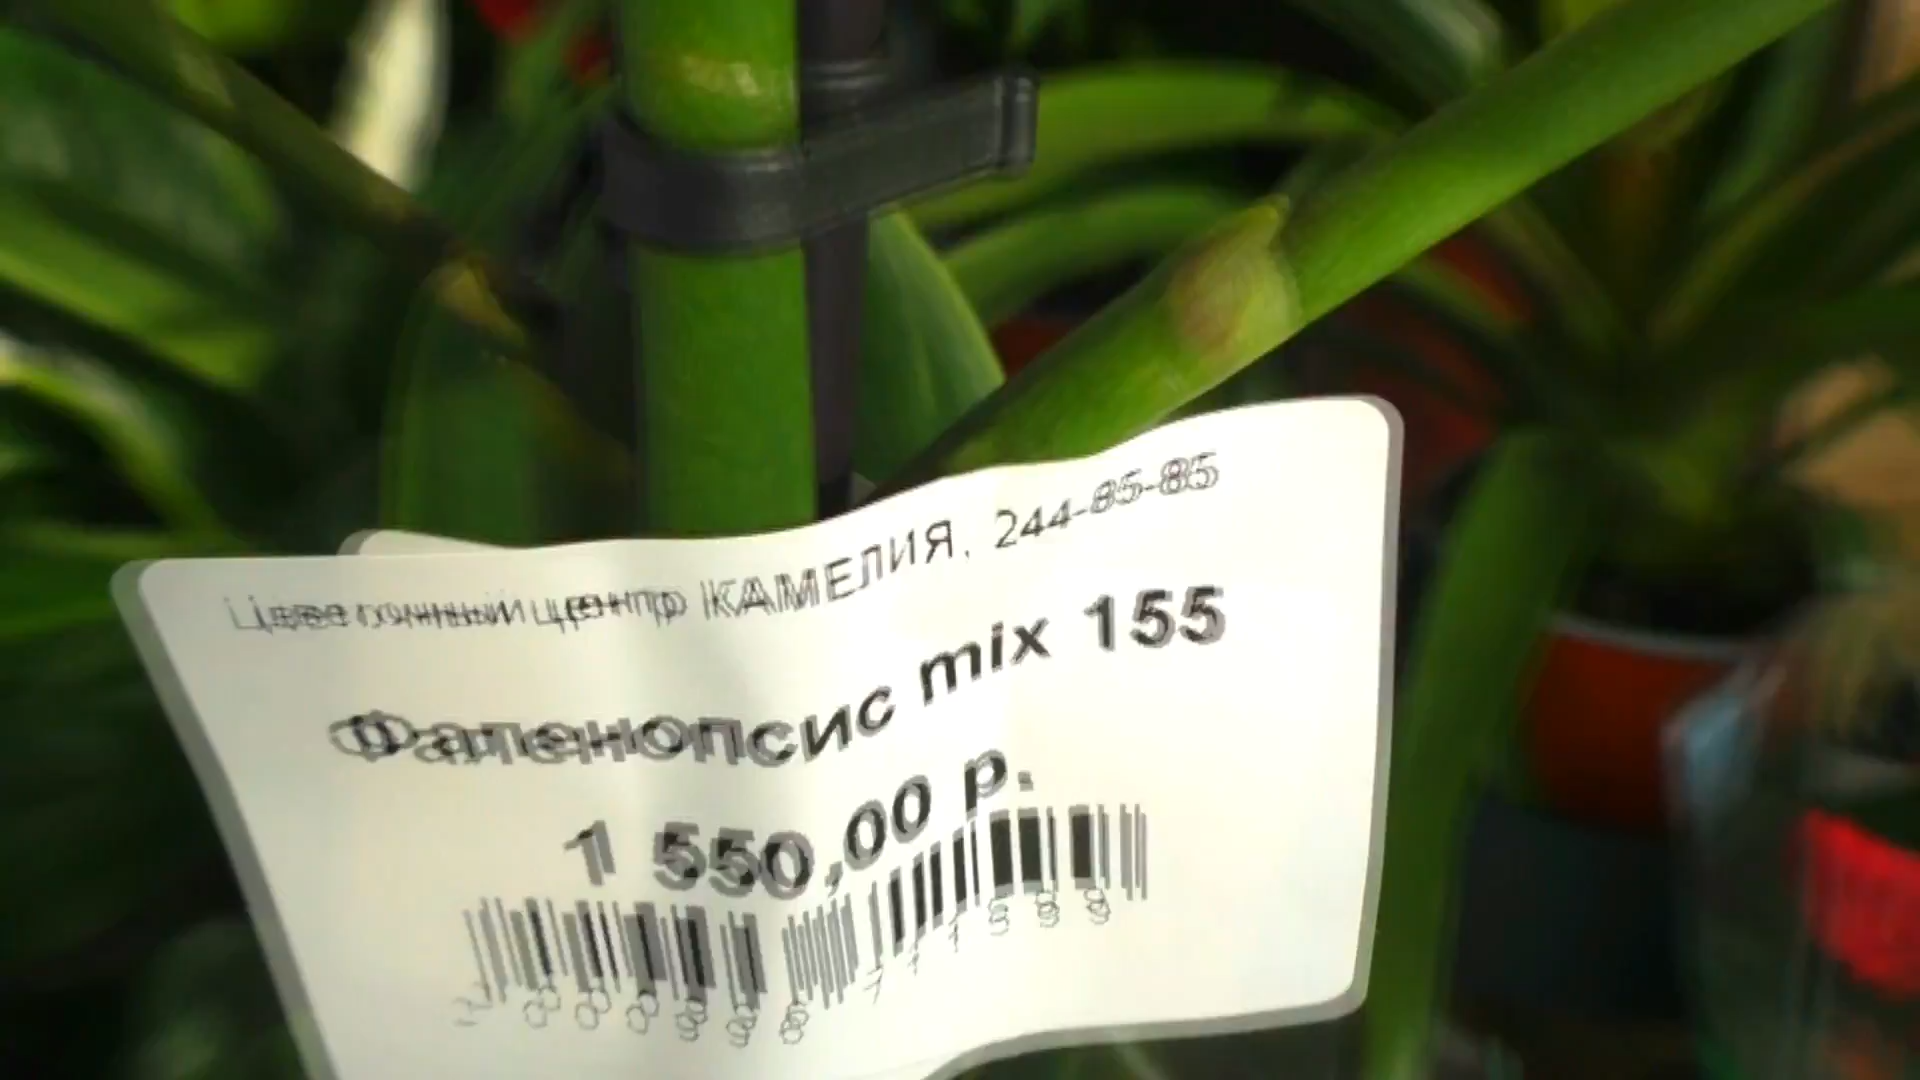 Цветочный центр КАМЕЛИЯ, 244-85-85
Фаленопсис mix 155
1 550,00 р.